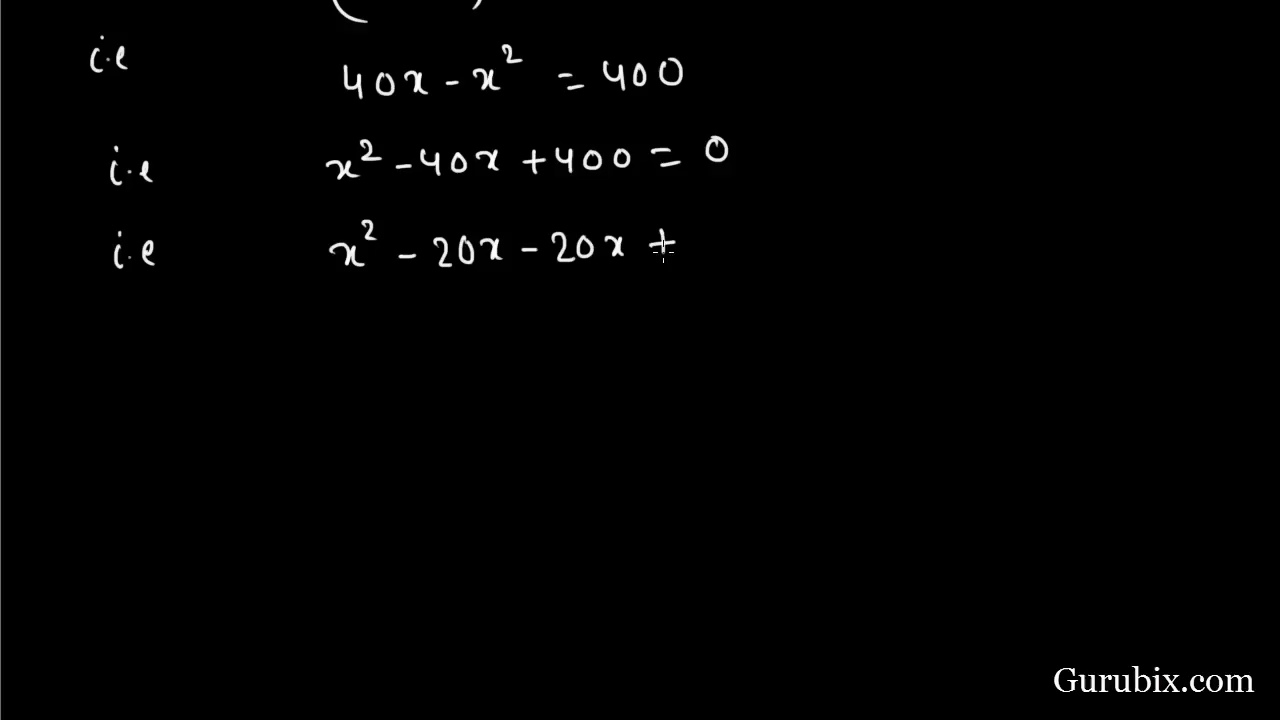 i.e 40x - x² = 400
i.e x² - 40x + 400 = 0
i.e x² - 20x - 20x +
Gurubix.com